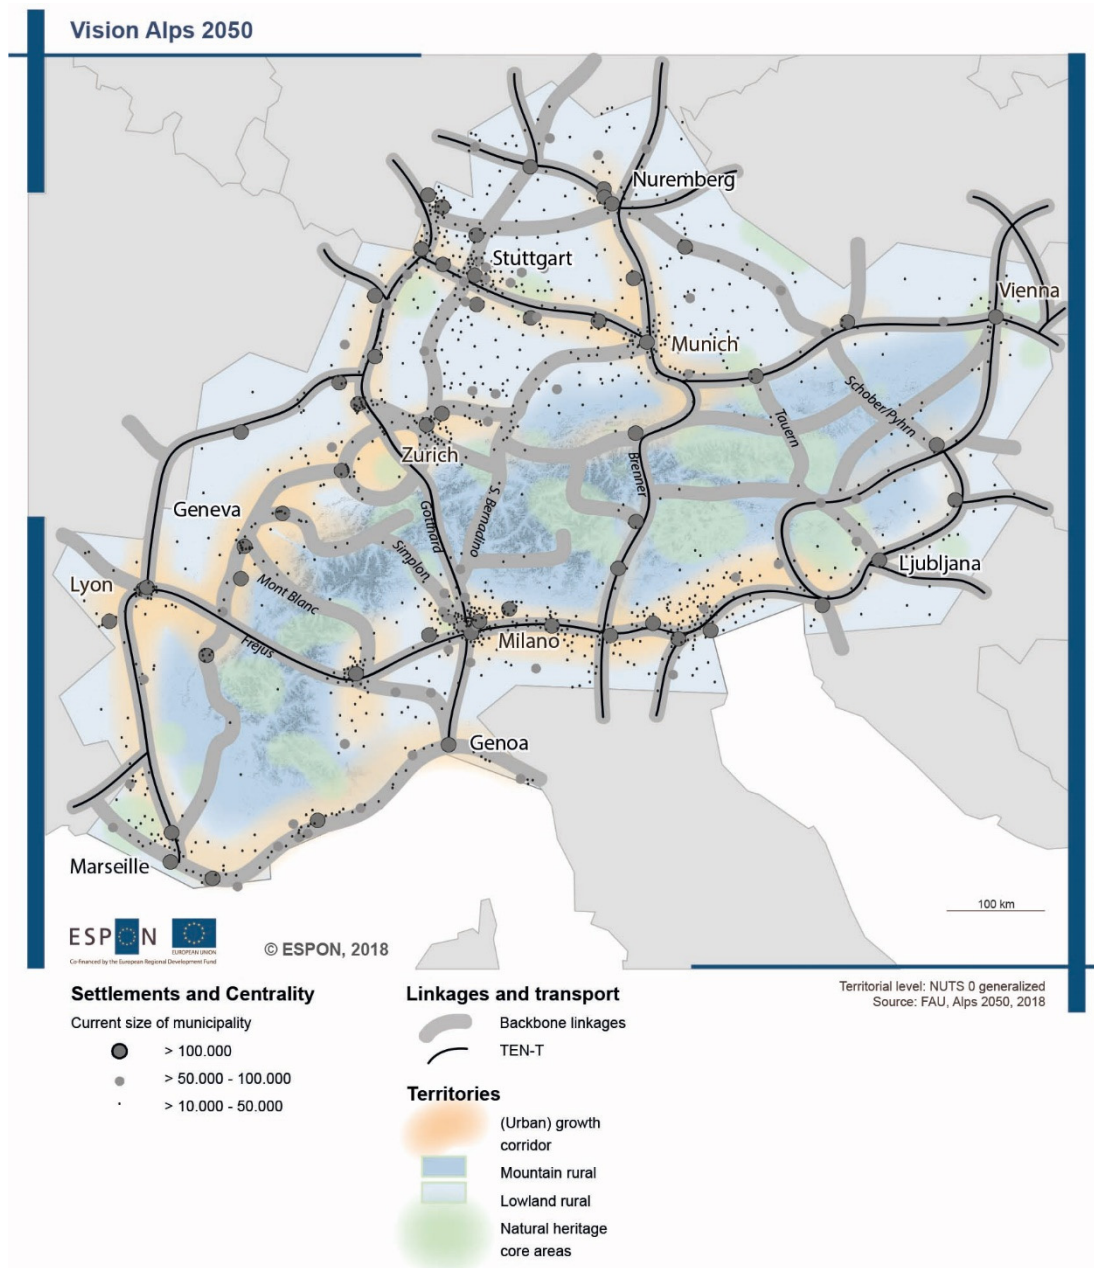 Vision Alps 2050
Nuremberg
Stuttgart
Vienna
Munich
Schober/Pyhrn
Tauern
Zürich
Brenner
S. Bernadino
Geneva
Gotthard
Simplon
Ljubljana
Lyon
Mont Blanc
Milano
Frejus
Genoa
Marseille
100 km
ESPON
EUROPEAN UNION
Co-financed by the European Regional Development Fund
© ESPON, 2018
Territorial level: NUTS 0 generalized
Source: FAU, Alps 2050, 2018
Settlements and Centrality
Current size of municipality
> 100.000
> 50.000 - 100.000
> 10.000 - 50.000
Linkages and transport
Backbone linkages
TEN-T
Territories
(Urban) growth
corridor
Mountain rural
Lowland rural
Natural heritage
core areas